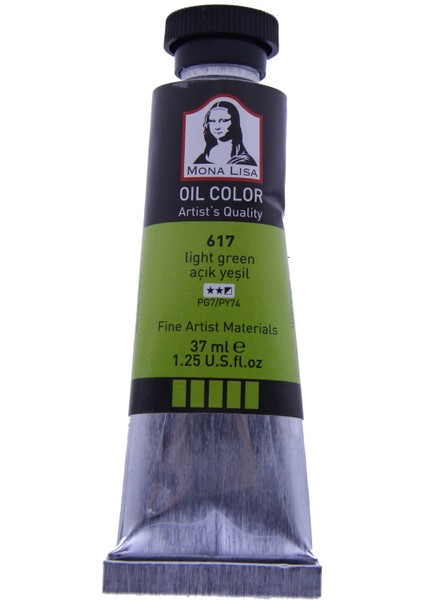 MONA LISA
OIL COLOR
Artist's Quality
617
light green
açık yeşil
★★
PG7/PY74
Fine Artist Materials
37 ml ℮
1.25 U.S.fl.oz